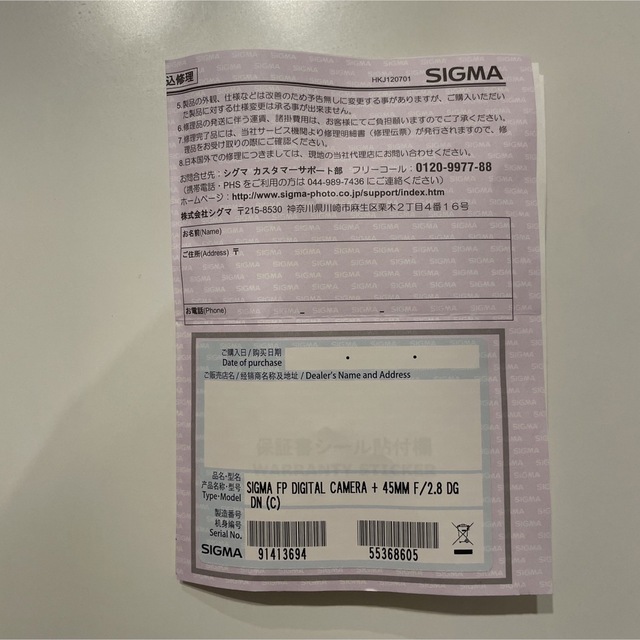 込修理 HKJ120701 SIGMA
5.製品の外観、仕様などは改善のため予告無しに変更する事がありますが、ご購入いただい
た製品に対する仕様変更は承る事が出来ません。
6.修理品の発送に伴う運賃、諸掛費用は、お客様にてご負担願いますのでご了承ください。
7.修理完了品には、当社サービス機関より修理明細書（修理伝票）が発行されますので、修
理品をお受け取りの際にご確認ください。
8.日本国外での修理につきましては、現地の当社代理店にお問い合わせください。
お問合せ先：シグマ カスタマーサポート部 フリーコール：0120-9977-88
（携帯電話・PHS をご利用の方は 044-989-7436 にご連絡ください）
ホームページ：http://www.sigma-photo.co.jp/support/index.htm
株式会社シグマ 〒215-8530 神奈川県川崎市麻生区栗木２丁目４番１６号
お名前(Name)
ご住所(Address) 〒
お電話(Phone) – –
ご購入日 / 购买日期
Date of purchase ・ ・
ご販売店名 / 经销商名称及地址 / Dealer's Name and Address
保証書シール貼付欄
WARRANTY STICKER
品名・型名
产品名称・型号
Type・Model
SIGMA FP DIGITAL CAMERA + 45MM F/2.8 DG
DN (C)
製造番号
机身编号
Serial No.
SIGMA 91413694 55368605